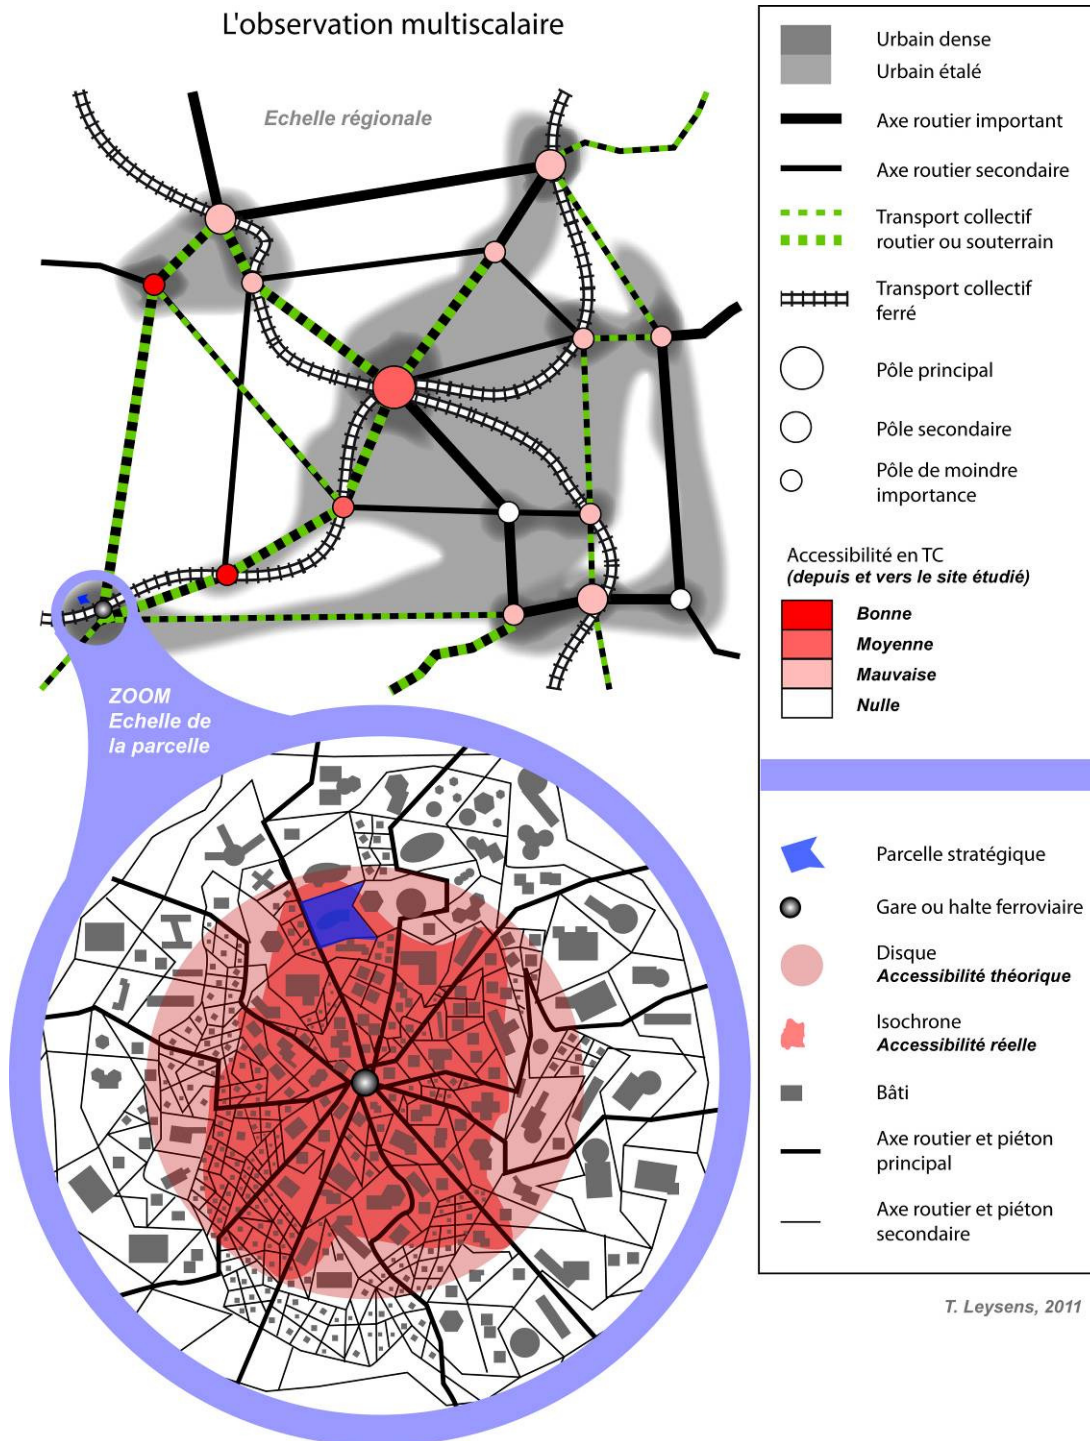 L'observation multiscalaire
Echelle régionale
ZOOM
Echelle de
la parcelle
Urbain dense
Urbain étalé
Axe routier important
Axe routier secondaire
Transport collectif
routier ou souterrain
Transport collectif
ferré
Pôle principal
Pôle secondaire
Pôle de moindre
importance
Accessibilité en TC
(depuis et vers le site étudié)
Bonne
Moyenne
Mauvaise
Nulle
Parcelle stratégique
Gare ou halte ferroviaire
Disque
Accessibilité théorique
Isochrone
Accessibilité réelle
Bâti
Axe routier et piéton
principal
Axe routier et piéton
secondaire
T. Leysens, 2011